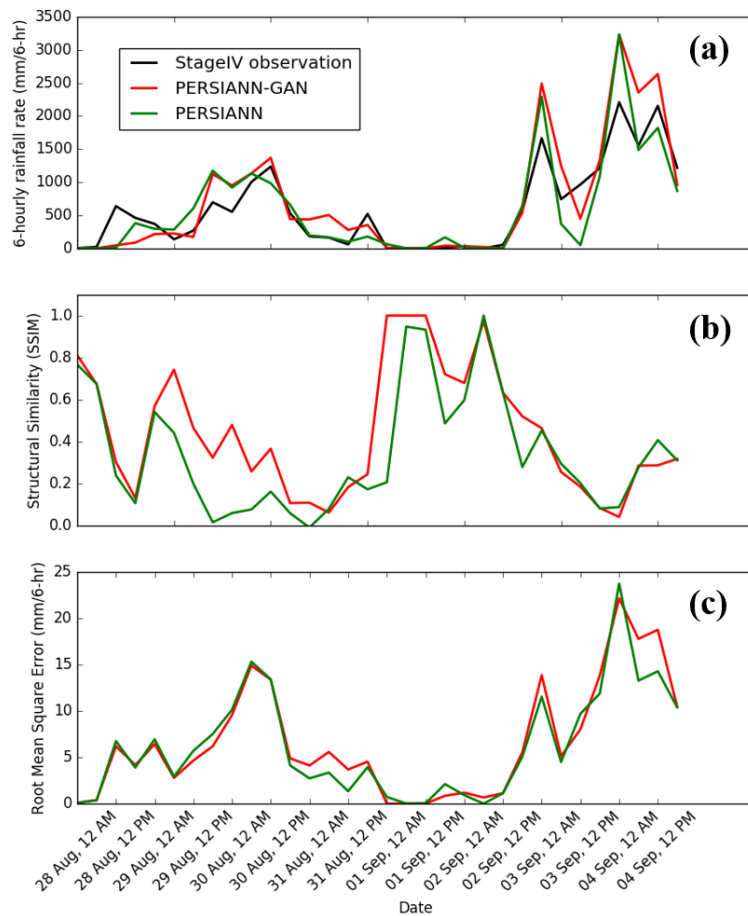 (a)
StageIV observation
PERSIANN-GAN
PERSIANN
6-hourly rainfall rate (mm/6-hr)
3500
3000
2500
2000
1500
1000
500
0
(b)
Structural Similarity (SSIM)
1.0
0.8
0.6
0.4
0.2
0.0
(c)
Root Mean Square Error (mm/6-hr)
25
20
15
10
5
0
28 Aug, 12 AM
28 Aug, 12 PM
29 Aug, 12 AM
29 Aug, 12 PM
30 Aug, 12 AM
30 Aug, 12 PM
31 Aug, 12 AM
31 Aug, 12 PM
01 Sep, 12 AM
01 Sep, 12 PM
02 Sep, 12 AM
02 Sep, 12 PM
03 Sep, 12 AM
03 Sep, 12 PM
04 Sep, 12 AM
04 Sep, 12 PM
Date